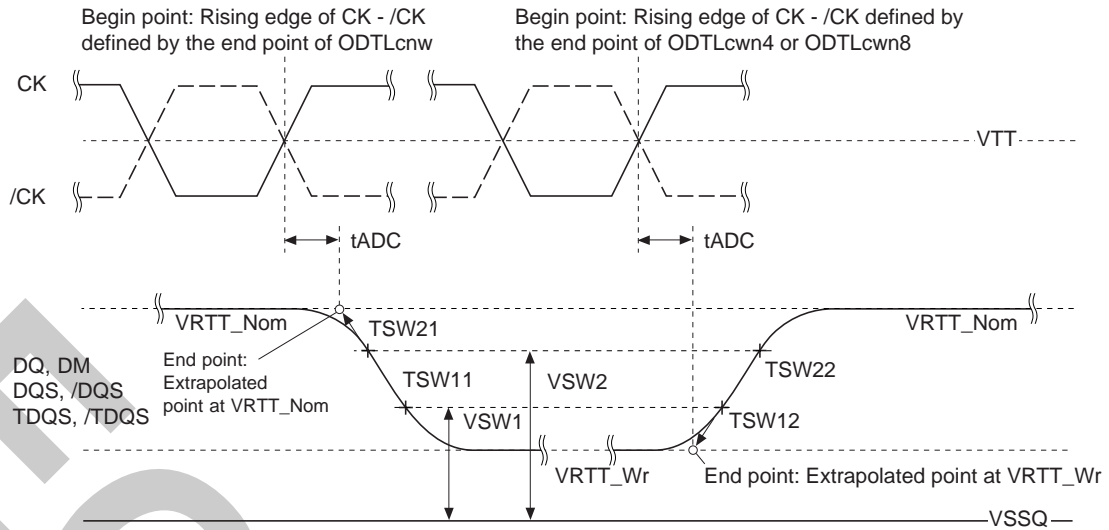 Begin point: Rising edge of CK - /CK
defined by the end point of ODTLcnw
Begin point: Rising edge of CK - /CK defined by
the end point of ODTLcwn4 or ODTLcwn8
CK
VTT
/CK
tADC
tADC
VRTT_Nom
TSW21
VRTT_Nom
DQ, DM
DQS, /DQS
TDQS, /TDQS
End point:
Extrapolated
point at VRTT_Nom
TSW11
VSW2
TSW22
VSW1
TSW12
VRTT_Wr
End point: Extrapolated point at VRTT_Wr
VSSQ